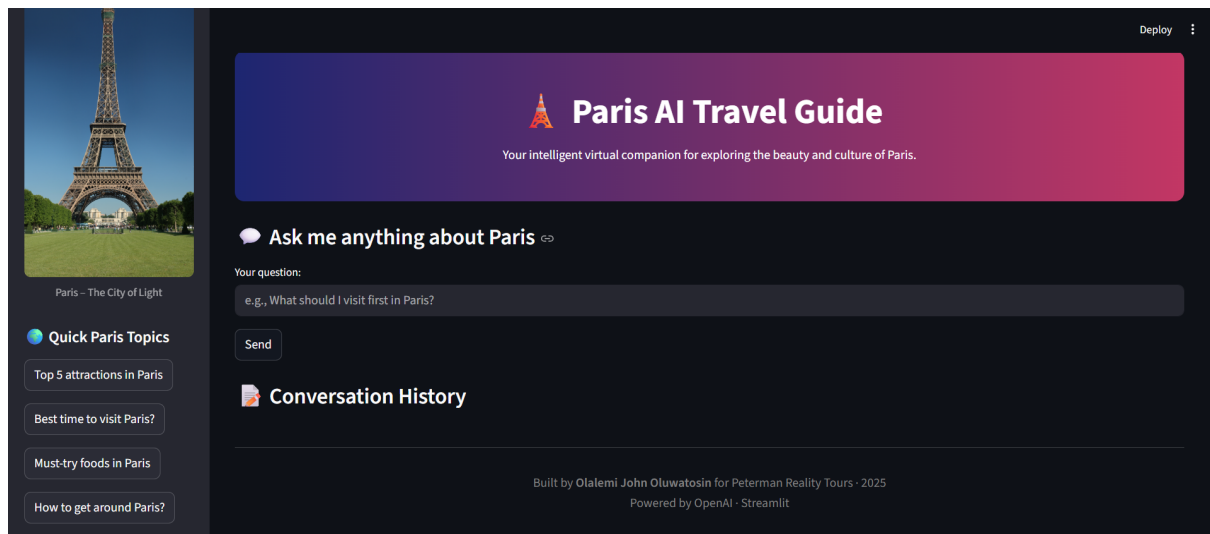 Deploy
Paris AI Travel Guide
Your intelligent virtual companion for exploring the beauty and culture of Paris.
Paris – The City of Light
Quick Paris Topics
Top 5 attractions in Paris
Best time to visit Paris?
Must-try foods in Paris
How to get around Paris?
Ask me anything about Paris
Your question:
e.g., What should I visit first in Paris?
Send
Conversation History
Built by Olalemi John Oluwatosin for Peterman Reality Tours · 2025
Powered by OpenAI · Streamlit